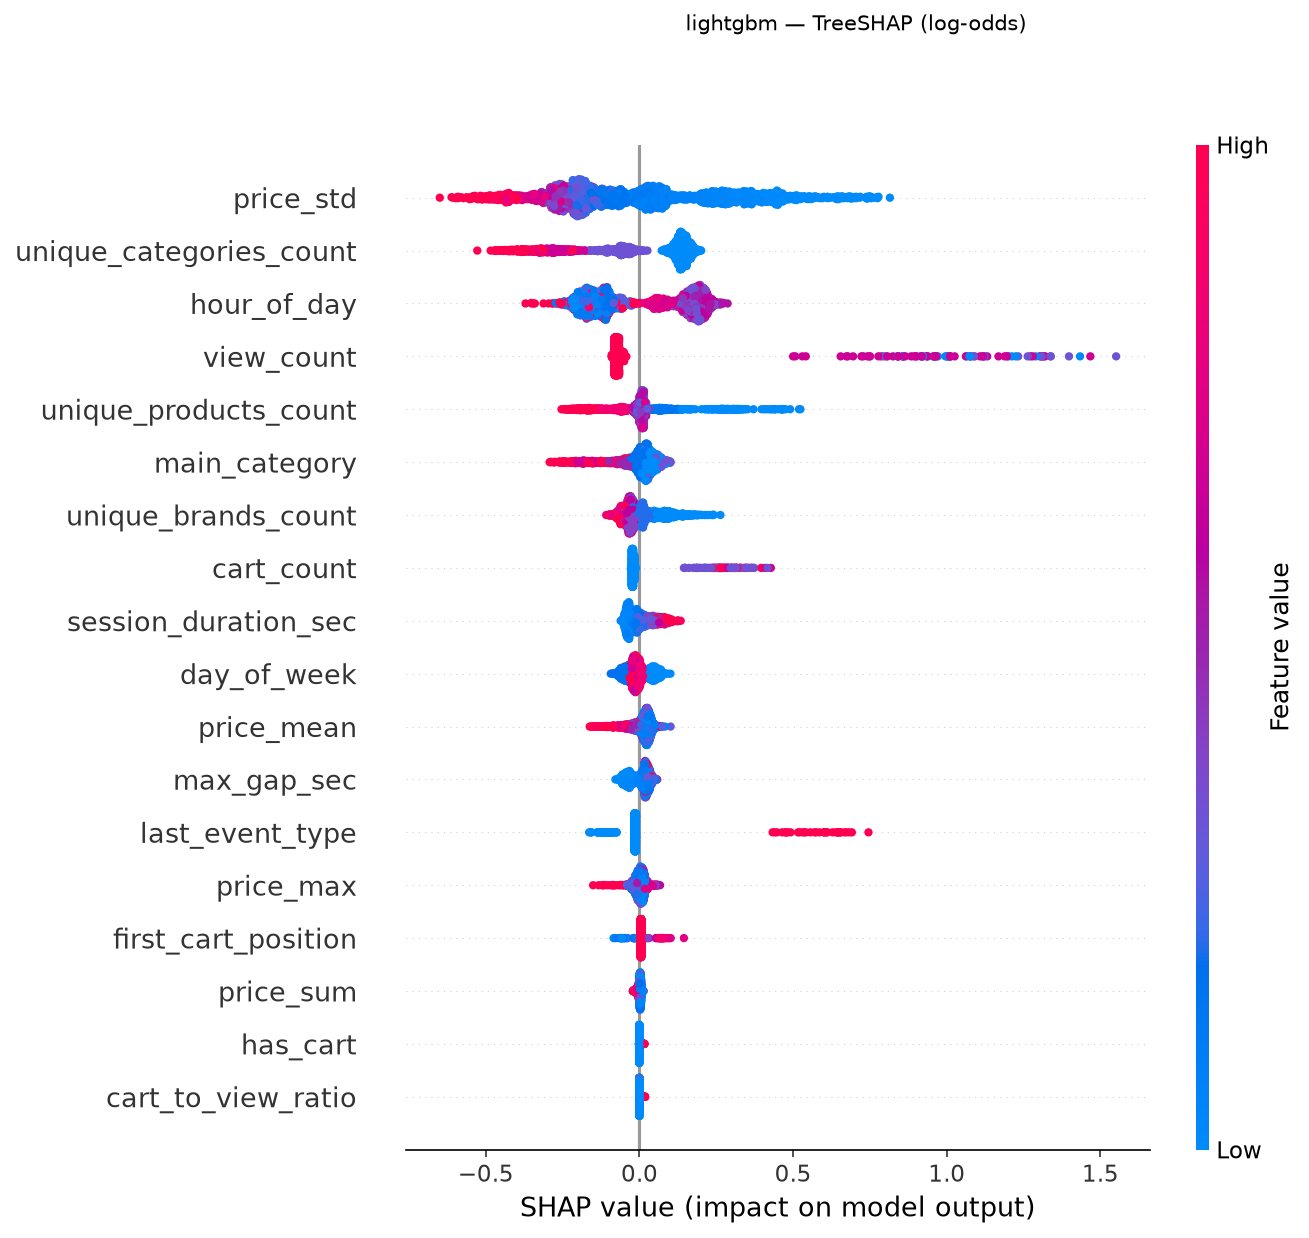 lightgbm — TreeSHAP (log-odds)
High
price_std
unique_categories_count
hour_of_day
view_count
unique_products_count
main_category
unique_brands_count
cart_count
session_duration_sec
day_of_week
price_mean
max_gap_sec
last_event_type
price_max
first_cart_position
price_sum
has_cart
cart_to_view_ratio
Feature value
Low
−0.5 0.0 0.5 1.0 1.5
SHAP value (impact on model output)